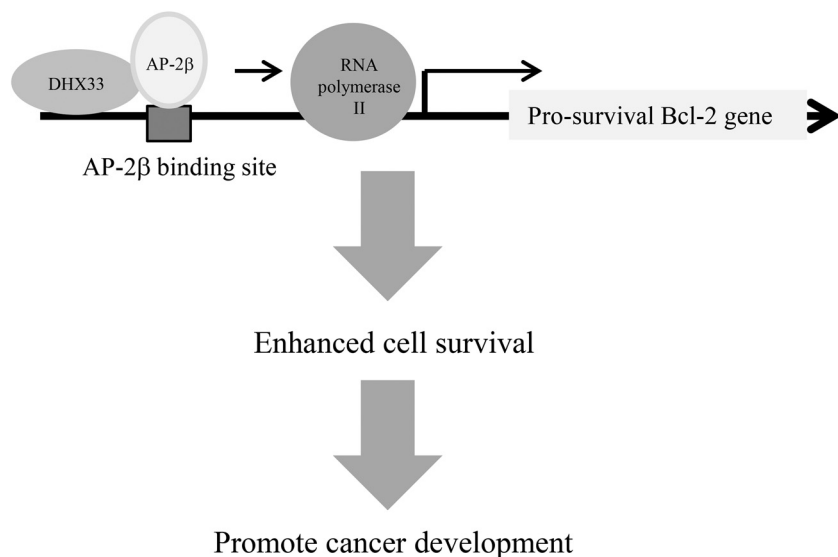 DHX33
AP-2β
RNA
polymerase
II
Pro-survival Bcl-2 gene
AP-2β binding site
Enhanced cell survival
Promote cancer development